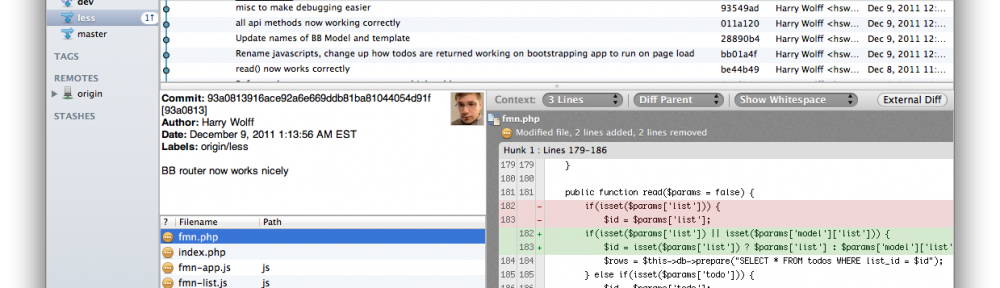 dev
less 1↑
master
TAGS
REMOTES
origin
STASHES
misc to make debugging easier 93549ad Harry Wolff <hsw... Dec 9, 2011 12:...
all api methods now working correctly 011a120 Harry Wolff <hsw... Dec 9, 2011 12:...
Update names of BB Model and template 28890b4 Harry Wolff <hsw... Dec 9, 2011 12:...
Rename javascripts, change up how todos are returned working on bootstrapping app to run on page load bb01a4f Harry Wolff <hsw... Dec 9, 2011 12:...
read() now works correctly be44b49 Harry Wolff <hsw... Dec 8, 2011 11:...
Commit: 93a0813916ace92a6e669ddb81ba81044054d91f
[93a0813]
Author: Harry Wolff
Date: December 9, 2011 1:13:56 AM EST
Labels: origin/less
BB router now works nicely
? Filename Path
fmn.php
index.php
fmn-app.js js
fmn-list.js js
Context: 3 Lines Diff Parent Show Whitespace External Diff
fmn.php
Modified file, 2 lines added, 2 lines removed
Hunk 1 : Lines 179-186
179 179 }
180 180
181 181 public function read($params = false) {
182 - if(isset($params['list'])) {
183 - $id = $params['list'];
182 + if(isset($params['list']) || isset($params['model']['list'])) {
183 + $id = isset($params['list']) ? $params['list'] : $params['model']['list'
184 184 $rows = $this->db->prepare("SELECT * FROM todos WHERE list_id = $id");
185 185 } else if(isset($params['todo'])) {
186 186 $id = $params['todo'];